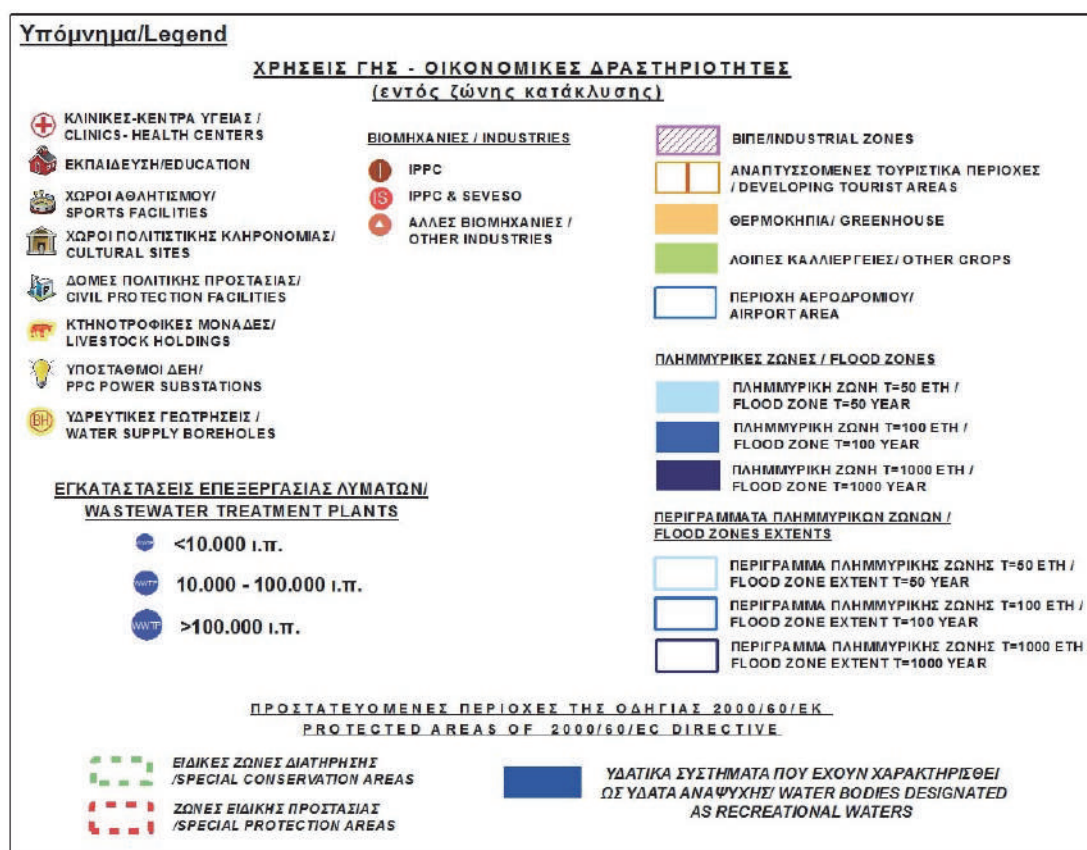 Υπόμνημα/Legend
ΧΡΗΣΕΙΣ ΓΗΣ - ΟΙΚΟΝΟΜΙΚΕΣ ΔΡΑΣΤΗΡΙΟΤΗΤΕΣ
(εντός ζώνης κατάκλυσης)
ΚΛΙΝΙΚΕΣ-ΚΕΝΤΡΑ ΥΓΕΙΑΣ /
CLINICS- HEALTH CENTERS
ΕΚΠΑΙΔΕΥΣΗ/EDUCATION
ΧΩΡΟΙ ΑΘΛΗΤΙΣΜΟΥ/
SPORTS FACILITIES
ΧΩΡΟΙ ΠΟΛΙΤΙΣΤΙΚΗΣ ΚΛΗΡΟΝΟΜΙΑΣ/
CULTURAL SITES
ΔΟΜΕΣ ΠΟΛΙΤΙΚΗΣ ΠΡΟΣΤΑΣΙΑΣ/
CIVIL PROTECTION FACILITIES
ΚΤΗΝΟΤΡΟΦΙΚΕΣ ΜΟΝΑΔΕΣ/
LIVESTOCK HOLDINGS
ΥΠΟΣΤΑΘΜΟΙ ΔΕΗ/
PPC POWER SUBSTATIONS
BH
ΥΔΡΕΥΤΙΚΕΣ ΓΕΩΤΡΗΣΕΙΣ /
WATER SUPPLY BOREHOLES
ΒΙΟΜΗΧΑΝΙΕΣ / INDUSTRIES
I
IPPC
IS
IPPC & SEVESO
ΑΛΛΕΣ ΒΙΟΜΗΧΑΝΙΕΣ /
OTHER INDUSTRIES
ΒΙΠΕ/INDUSTRIAL ZONES
ΑΝΑΠΤΥΣΣΟΜΕΝΕΣ ΤΟΥΡΙΣΤΙΚΑ ΠΕΡΙΟΧΕΣ
/ DEVELOPING TOURIST AREAS
ΘΕΡΜΟΚΗΠΙΑ/ GREENHOUSE
ΛΟΙΠΕΣ ΚΑΛΛΙΕΡΓΕΙΕΣ/ OTHER CROPS
ΠΕΡΙΟΧΗ ΑΕΡΟΔΡΟΜΙΟΥ/
AIRPORT AREA
ΠΛΗΜΜΥΡΙΚΕΣ ΖΩΝΕΣ / FLOOD ZONES
ΠΛΗΜΜΥΡΙΚΗ ΖΩΝΗ T=50 ΕΤΗ /
FLOOD ZONE T=50 YEAR
ΠΛΗΜΜΥΡΙΚΗ ΖΩΝΗ T=100 ΕΤΗ /
FLOOD ZONE T=100 YEAR
ΠΛΗΜΜΥΡΙΚΗ ΖΩΝΗ T=1000 ΕΤΗ /
FLOOD ZONE T=1000 YEAR
ΕΓΚΑΤΑΣΤΑΣΕΙΣ ΕΠΕΞΕΡΓΑΣΙΑΣ ΛΥΜΑΤΩΝ/
WASTEWATER TREATMENT PLANTS
<10.000 ι.π.
WWTP
10.000 - 100.000 ι.π.
WWTP
>100.000 ι.π.
ΠΕΡΙΓΡΑΜΜΑΤΑ ΠΛΗΜΜΥΡΙΚΩΝ ΖΩΝΩΝ /
FLOOD ZONES EXTENTS
ΠΕΡΙΓΡΑΜΜΑ ΠΛΗΜΜΥΡΙΚΗΣ ΖΩΝΗΣ T=50 ΕΤΗ /
FLOOD ZONE EXTENT T=50 YEAR
ΠΕΡΙΓΡΑΜΜΑ ΠΛΗΜΜΥΡΙΚΗΣ ΖΩΝΗΣ T=100 ΕΤΗ /
FLOOD ZONE EXTENT T=100 YEAR
ΠΕΡΙΓΡΑΜΜΑ ΠΛΗΜΜΥΡΙΚΗΣ ΖΩΝΗΣ T=1000 ΕΤΗ
FLOOD ZONE EXTENT T=1000 YEAR
ΠΡΟΣΤΑΤΕΥΟΜΕΝΕΣ ΠΕΡΙΟΧΕΣ ΤΗΣ ΟΔΗΓΙΑΣ 2000/60/ΕΚ
PROTECTED AREAS OF 2000/60/EC DIRECTIVE
ΕΙΔΙΚΕΣ ΖΩΝΕΣ ΔΙΑΤΗΡΗΣΗΣ
/SPECIAL CONSERVATION AREAS
ΖΩΝΕΣ ΕΙΔΙΚΗΣ ΠΡΟΣΤΑΣΙΑΣ
/SPECIAL PROTECTION AREAS
ΥΔΑΤΙΚΑ ΣΥΣΤΗΜΑΤΑ ΠΟΥ ΕΧΟΥΝ ΧΑΡΑΚΤΗΡΙΣΘΕΙ
ΩΣ ΥΔΑΤΑ ΑΝΑΨΥΧΗΣ/ WATER BODIES DESIGNATED
AS RECREATIONAL WATERS